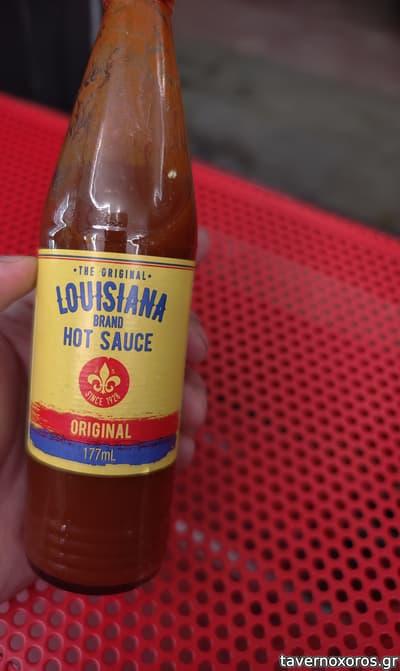 •THE ORIGINAL•
LOUISIANA
BRAND
HOT SAUCE
SINCE 1928
ORIGINAL
177mL
tavernoxoros.gr